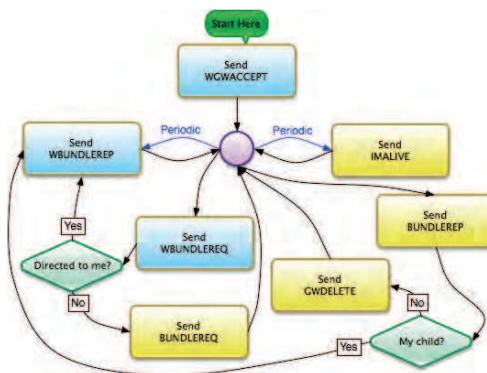 Start Here
Send
WGWACCEPT
Periodic
Periodic
Send
WBUNDLEREP
Send
IMALIVE
Send
WBUNDLEREQ
Send
BUNDLEREP
Yes
Directed to me?
No
Send
GWDELETE
No
Send
BUNDLEREQ
Yes
My child?